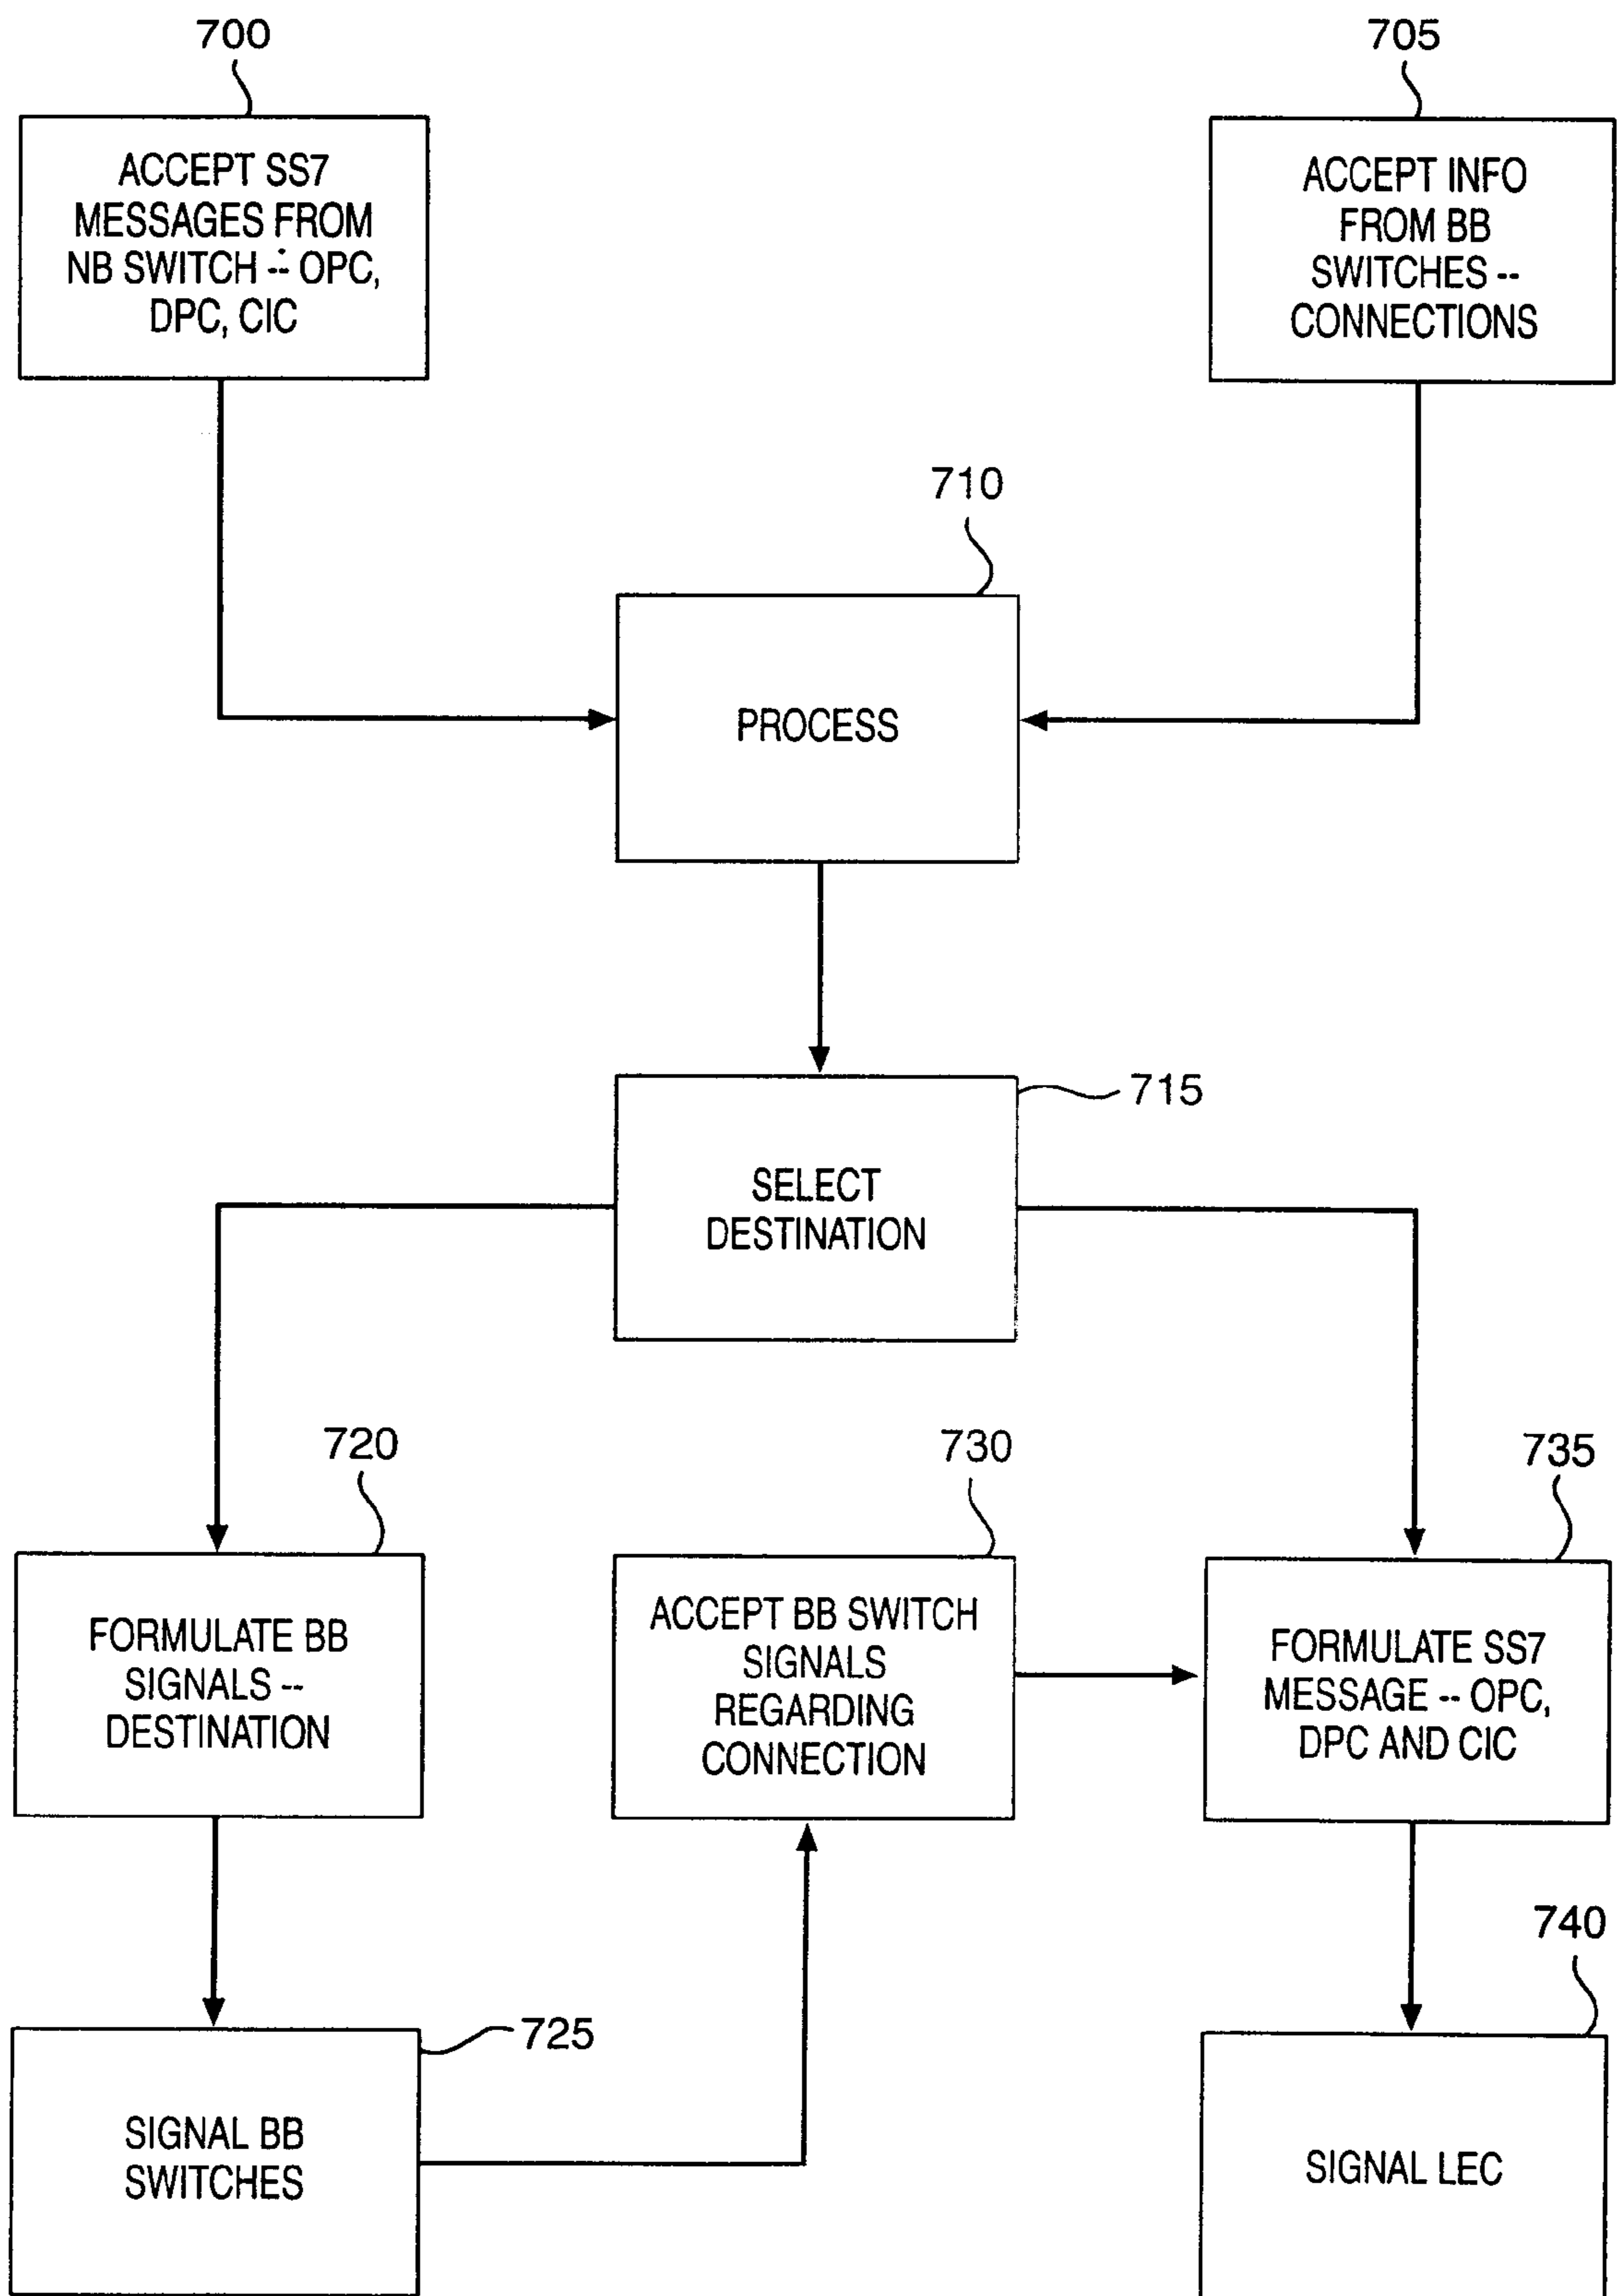 700
705
ACCEPT SS7
MESSAGES FROM
NB SWITCH -- OPC,
DPC, CIC
ACCEPT INFO
FROM BB
SWITCHES --
CONNECTIONS
710
PROCESS
715
SELECT
DESTINATION
720
730
735
FORMULATE BB
SIGNALS --
DESTINATION
ACCEPT BB SWITCH
SIGNALS
REGARDING
CONNECTION
FORMULATE SS7
MESSAGE -- OPC,
DPC AND CIC
725
740
SIGNAL BB
SWITCHES
SIGNAL LEC